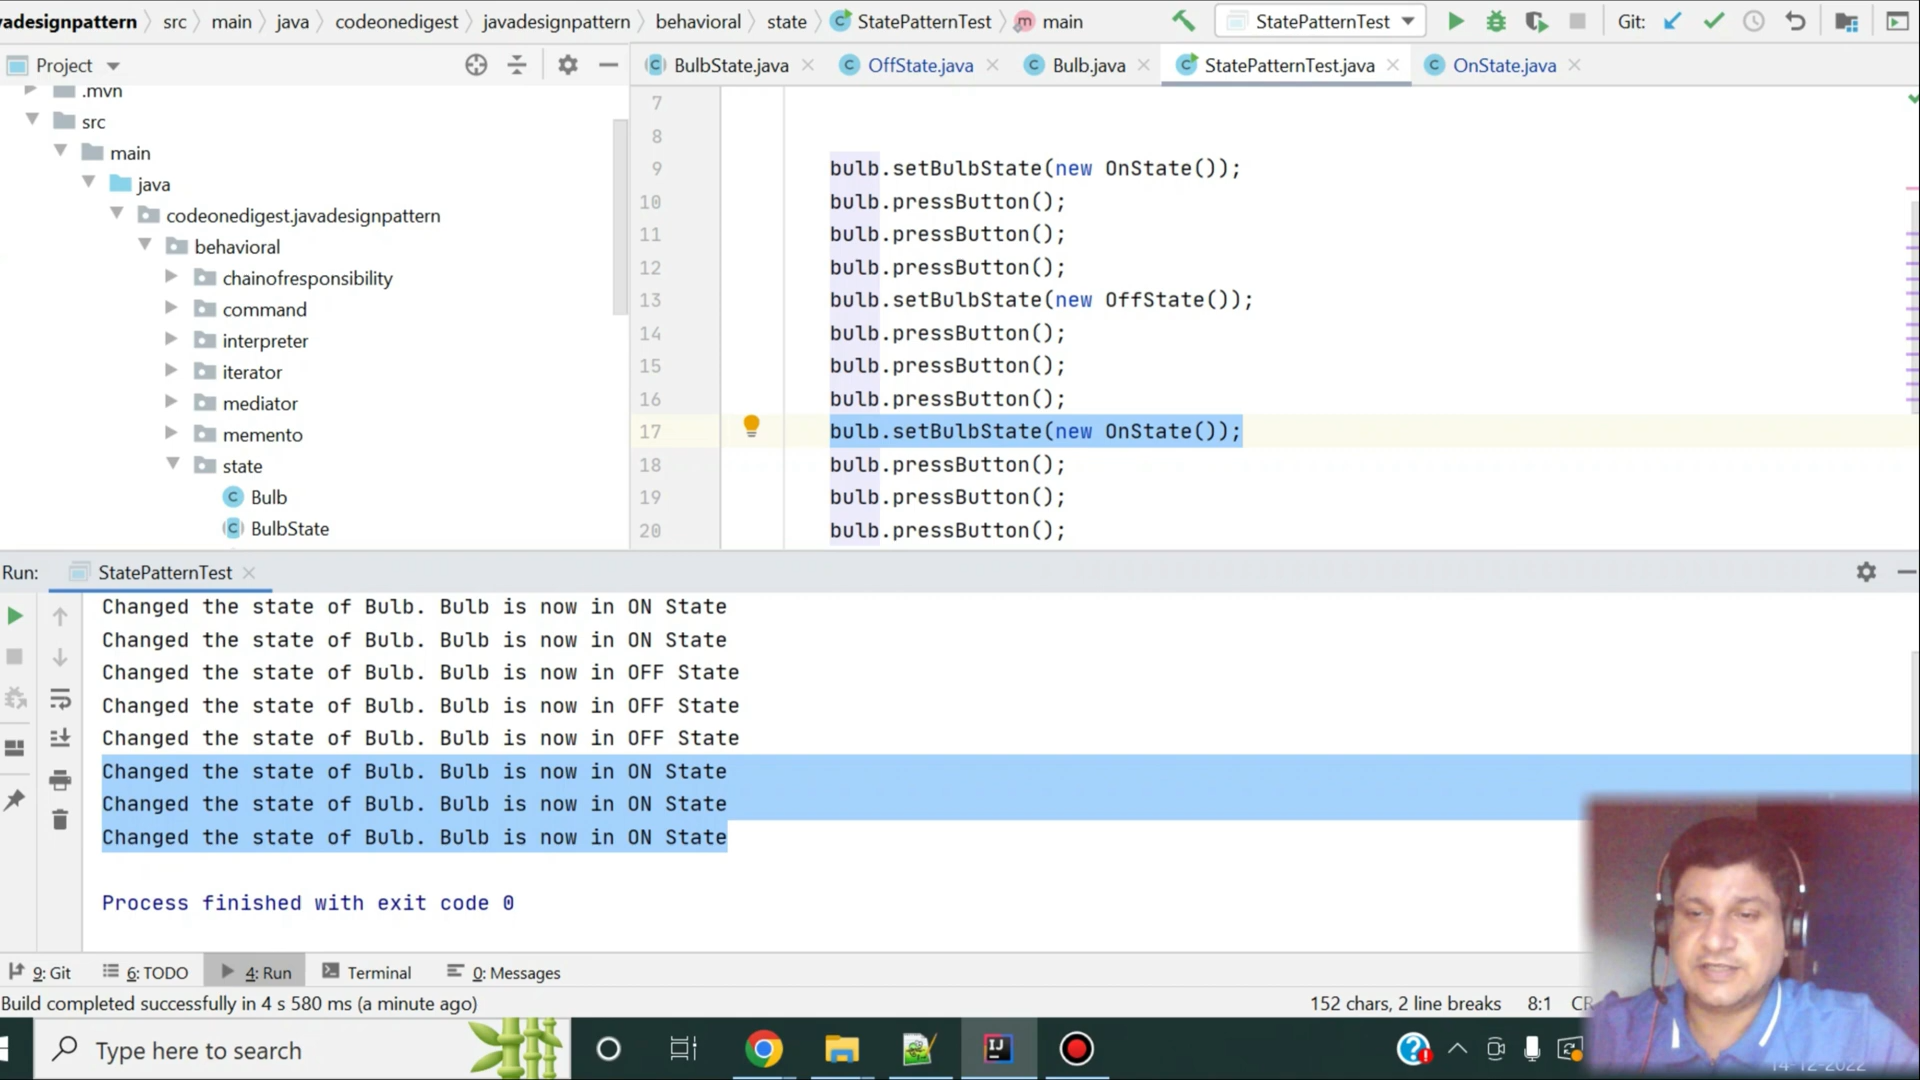 vadesignpattern
src
main
java
codeonedigest
javadesignpattern
behavioral
state
StatePatternTest
main
StatePatternTest
Git:
Project
BulbState.java
OffState.java
Bulb.java
StatePatternTest.java
OnState.java
.mvn
src
main
java
codeonedigest.javadesignpattern
behavioral
chainofresponsibility
command
interpreter
iterator
mediator
memento
state
Bulb
BulbState
7
8
9 bulb.setBulbState(new OnState());
10 bulb.pressButton();
11 bulb.pressButton();
12 bulb.pressButton();
13 bulb.setBulbState(new OffState());
14 bulb.pressButton();
15 bulb.pressButton();
16 bulb.pressButton();
17 bulb.setBulbState(new OnState());
18 bulb.pressButton();
19 bulb.pressButton();
20 bulb.pressButton();
Run: StatePatternTest
Changed the state of Bulb. Bulb is now in ON State
Changed the state of Bulb. Bulb is now in ON State
Changed the state of Bulb. Bulb is now in OFF State
Changed the state of Bulb. Bulb is now in OFF State
Changed the state of Bulb. Bulb is now in OFF State
Changed the state of Bulb. Bulb is now in ON State
Changed the state of Bulb. Bulb is now in ON State
Changed the state of Bulb. Bulb is now in ON State
Process finished with exit code 0
9: Git
6: TODO
4: Run
Terminal
0: Messages
Build completed successfully in 4 s 580 ms (a minute ago)
152 chars, 2 line breaks
8:1
CR
Type here to search
14-12-2022